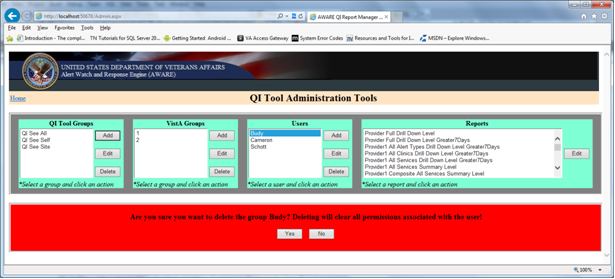 http://localhost:50678/Admin.aspx
AWARE QI Report Manager ...
File Edit View Favorites Tools Help
Introduction - The compl...
TN Tutorials for SQL Server 20...
Getting Started Android ...
VA Access Gateway
System Error Codes
Resources and Tools for I...
MSDN – Explore Windows...
UNITED STATES DEPARTMENT OF VETERANS AFFAIRS
Alert Watch and Response Engine (AWARE)
Home
QI Tool Administration Tools
QI Tool Groups
QI See All
QI See Self
QI See Site
Add
Edit
Delete
*Select a group and click an action
VistA Groups
1
2
Add
Edit
Delete
*Select a group and click an action
Users
Budy
Cameron
Schott
Add
Edit
Delete
*Select a user and click an action
Reports
Provider Full Drill Down Level
Provider Full Drill Down Level Greater7Days
Provider1 All Alert Types Drill Down Level Greater7Days
Provider1 All Clinics Drill Down Level Greater7Days
Provider1 All Services Drill Down Level Greater7Days
Provider1 All Services Summary Level
Provider1 Composite All Services Summary Level
Edit
*Select a report and click an action
Are you sure you want to delete the group Budy? Deleting will clear all permissions associated with the user!
Yes No
100%